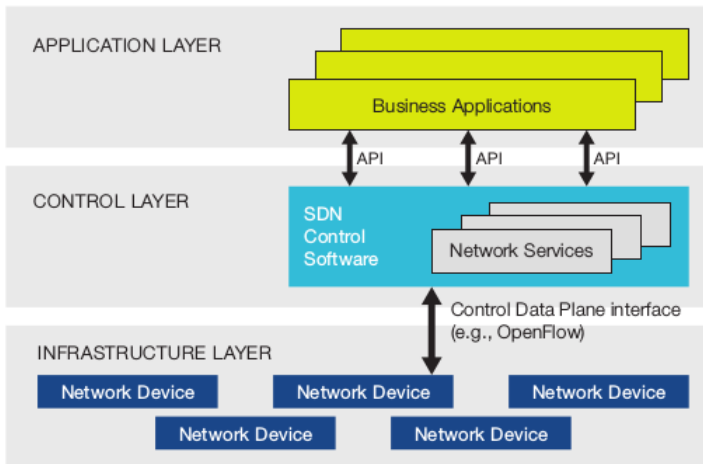 APPLICATION LAYER
Business Applications
API
API
API
CONTROL LAYER
SDN
Control
Software
Network Services
Control Data Plane interface
(e.g., OpenFlow)
INFRASTRUCTURE LAYER
Network Device
Network Device
Network Device
Network Device
Network Device